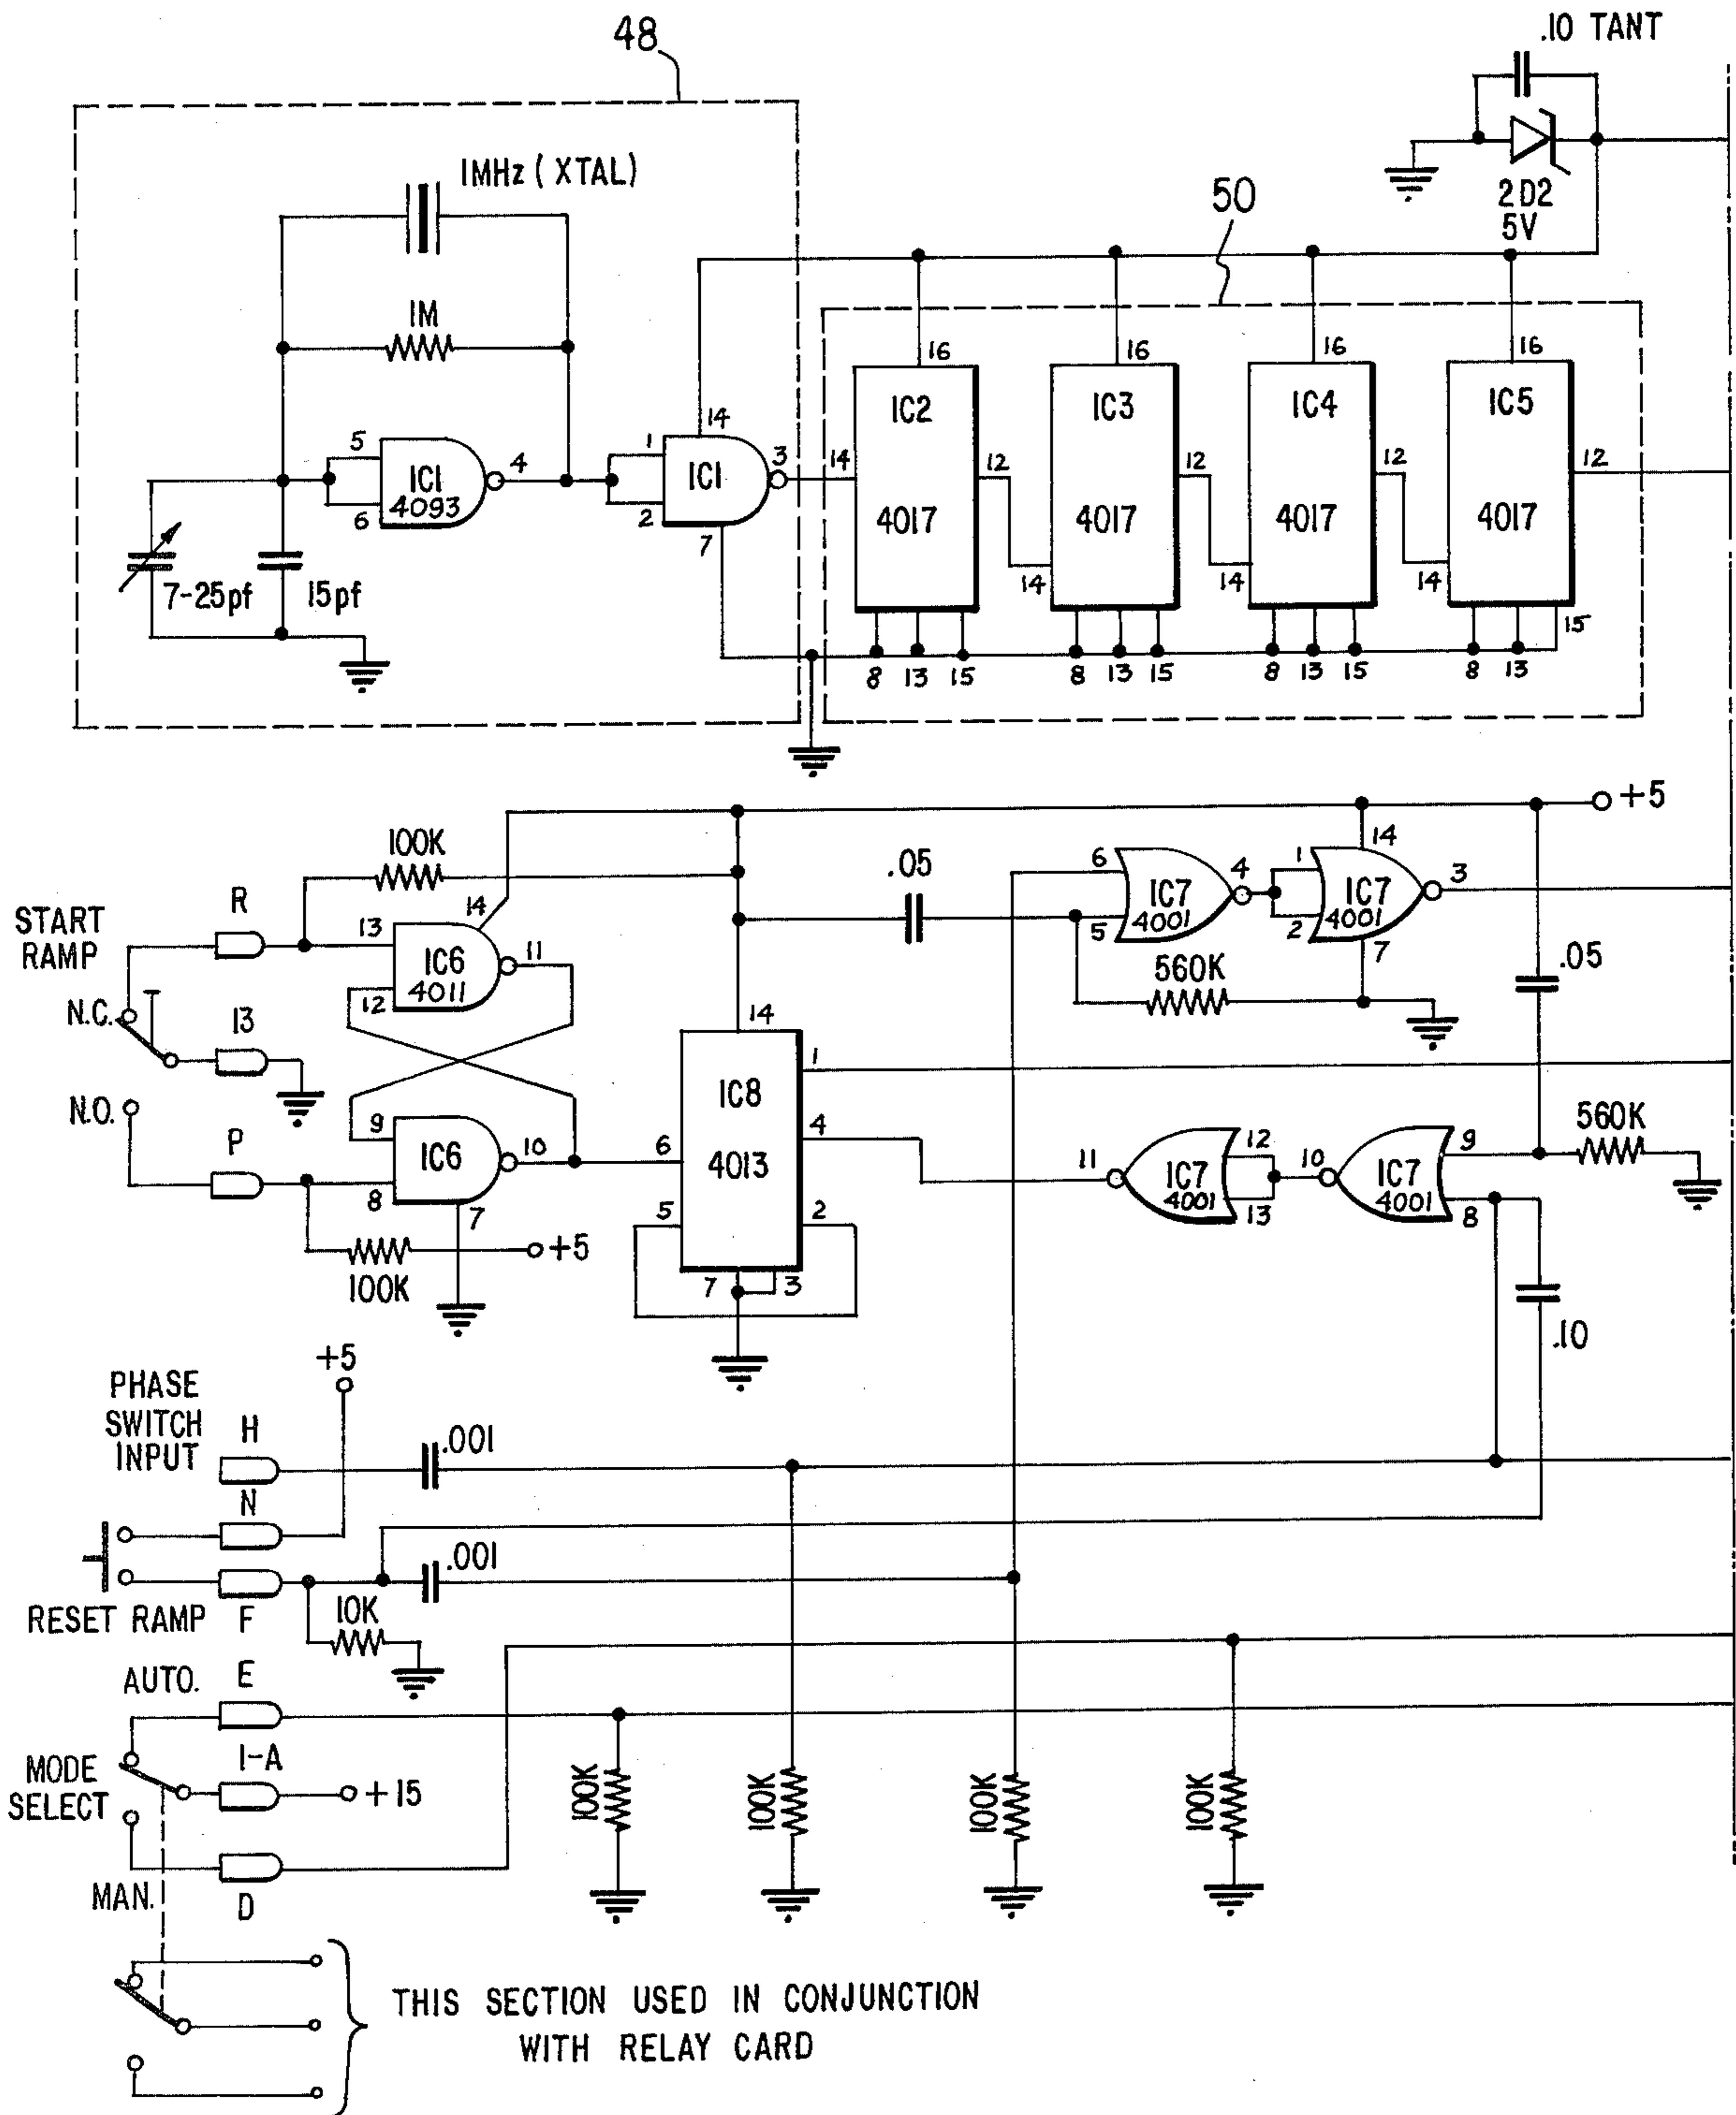 48
.10 TANT
1MHz ( XTAL)
2D2
5V
50
1M
16
16
16
16
IC2
IC3
IC4
IC5
5
4
1
14
3
14
12
12
12
12
IC1
4093
IC1
6
2
7
4017
4017
4017
4017
14
14
14
7-25pf
15pf
15
8
13
15
8
13
15
8
13
15
8
13
+5
100K
.05
6
4
1
14
3
IC7
4001
IC7
4001
5
2
7
START
RAMP
R
14
13
11
IC6
4011
12
560K
.05
N.C.
13
14
1
IC8
N.O.
P
9
10
6
4
4013
IC6
8
7
5
2
11
12
10
9
560K
IC7
4001
IC7
4001
13
8
+5
100K
7
3
.10
+5
PHASE
SWITCH
INPUT
H
.001
N
.001
RESET RAMP
F
10K
AUTO.
E
1-A
MODE
SELECT
+15
100K
100K
100K
100K
MAN.
D
THIS SECTION USED IN CONJUNCTION
WITH RELAY CARD